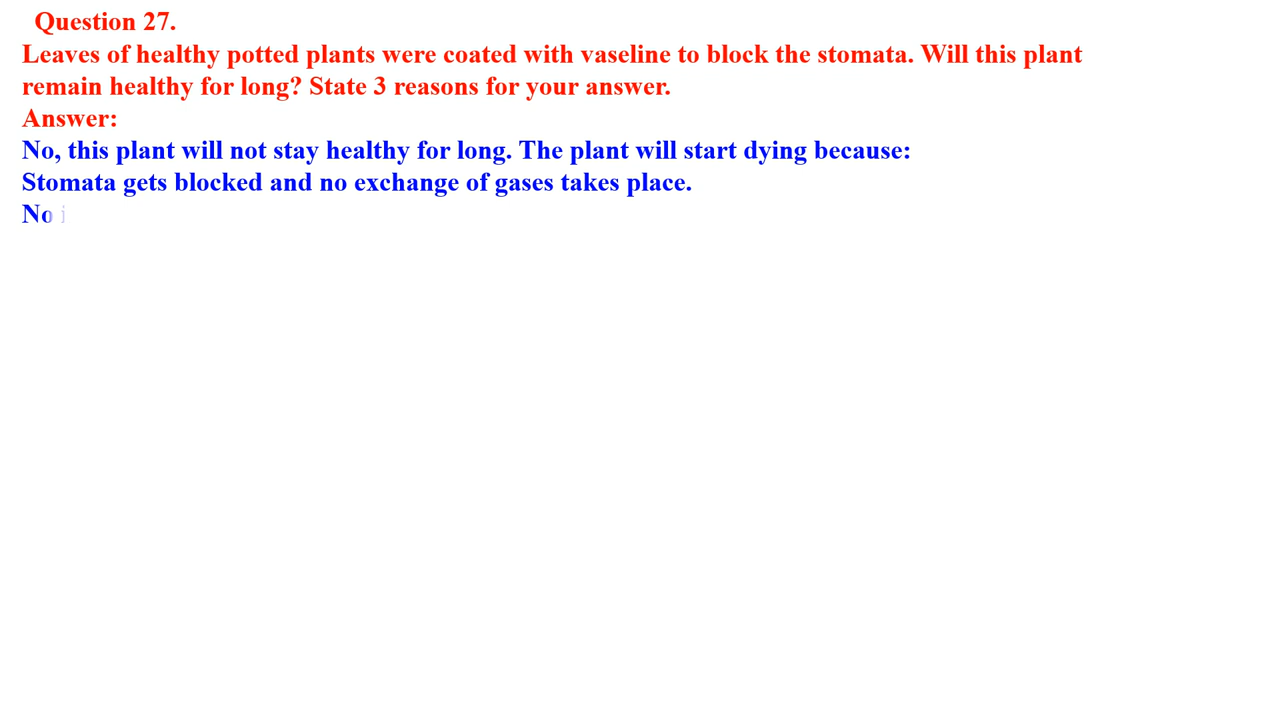 Question 27.
Leaves of healthy potted plants were coated with vaseline to block the stomata. Will this plant
remain healthy for long? State 3 reasons for your answer.
Answer:
No, this plant will not stay healthy for long. The plant will start dying because:
Stomata gets blocked and no exchange of gases takes place.
No i